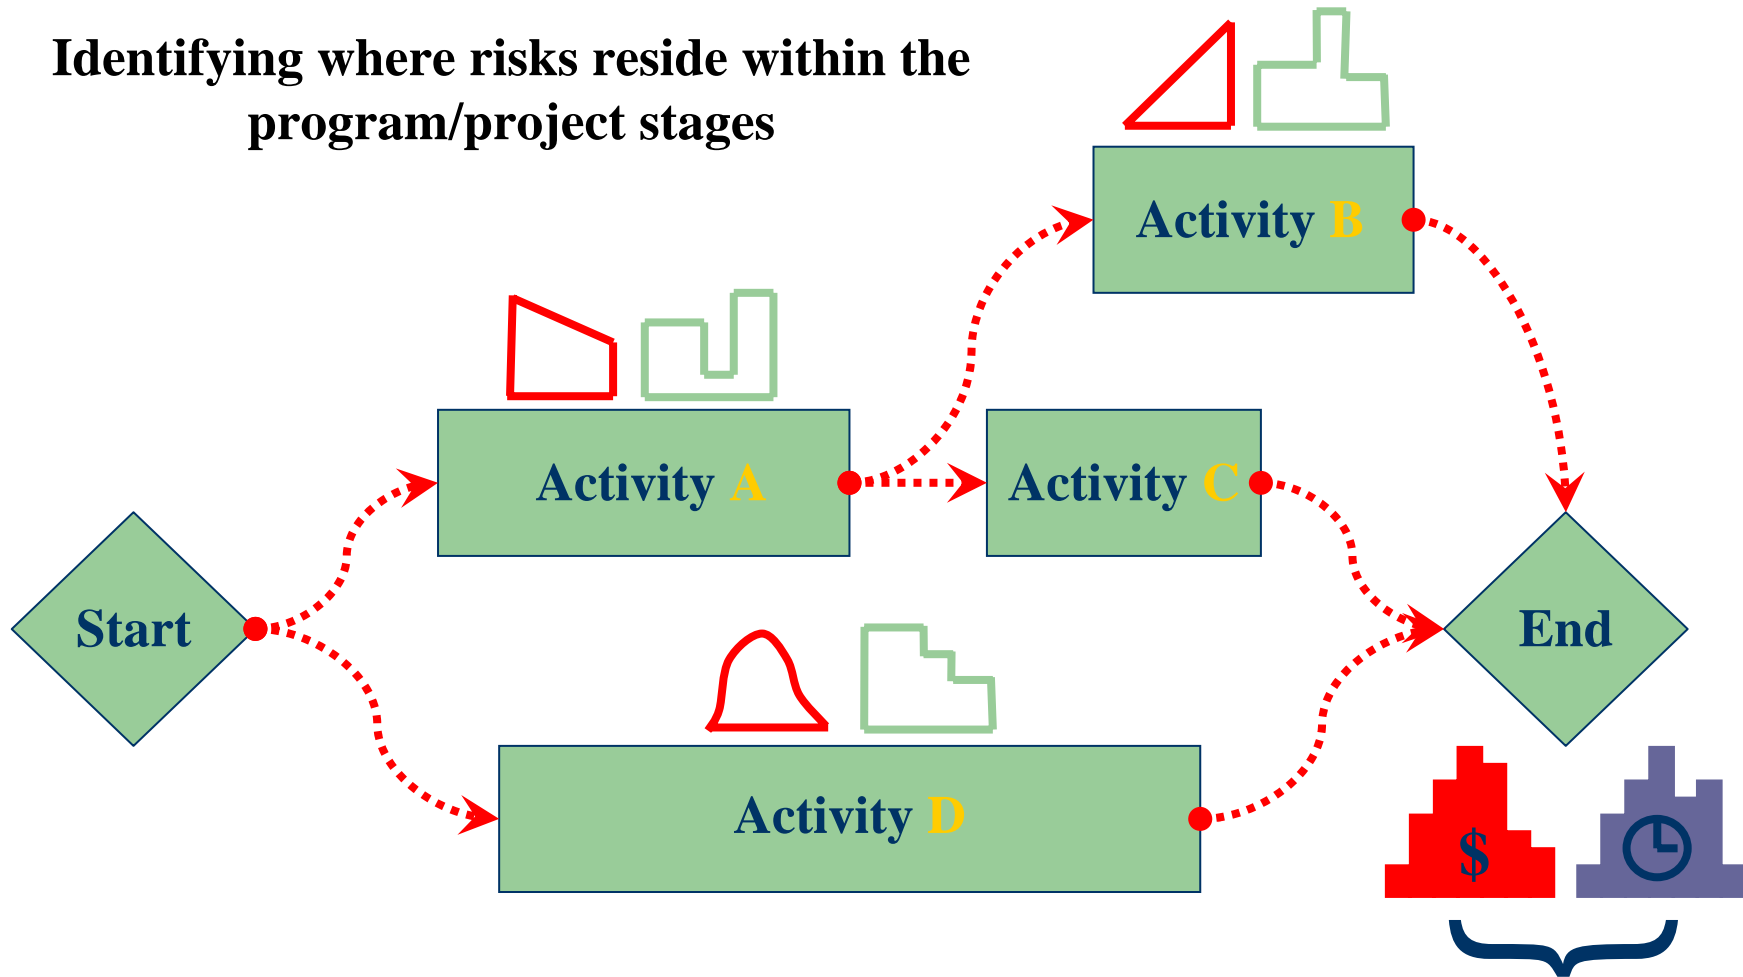 Identifying where risks reside within the
program/project stages
Activity B
Activity A
Activity C
Start
End
Activity D
$